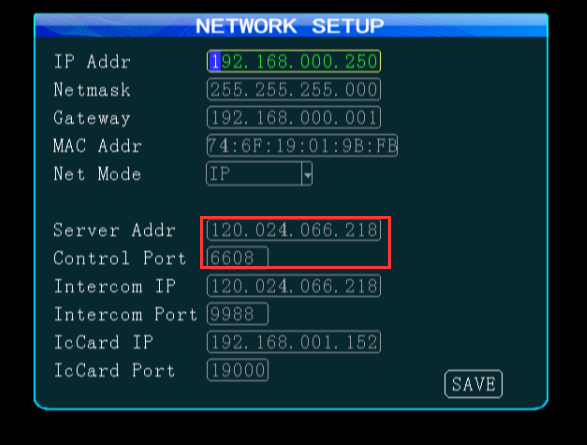 NETWORK SETUP
IP Addr 192.168.000.250
Netmask 255.255.255.000
Gateway 192.168.000.001
MAC Addr 74:6F:19:01:9B:FB
Net Mode IP
Server Addr 120.024.066.218
Control Port 6608
Intercom IP 120.024.066.218
Intercom Port 9988
IcCard IP 192.168.001.152
IcCard Port 19000
SAVE